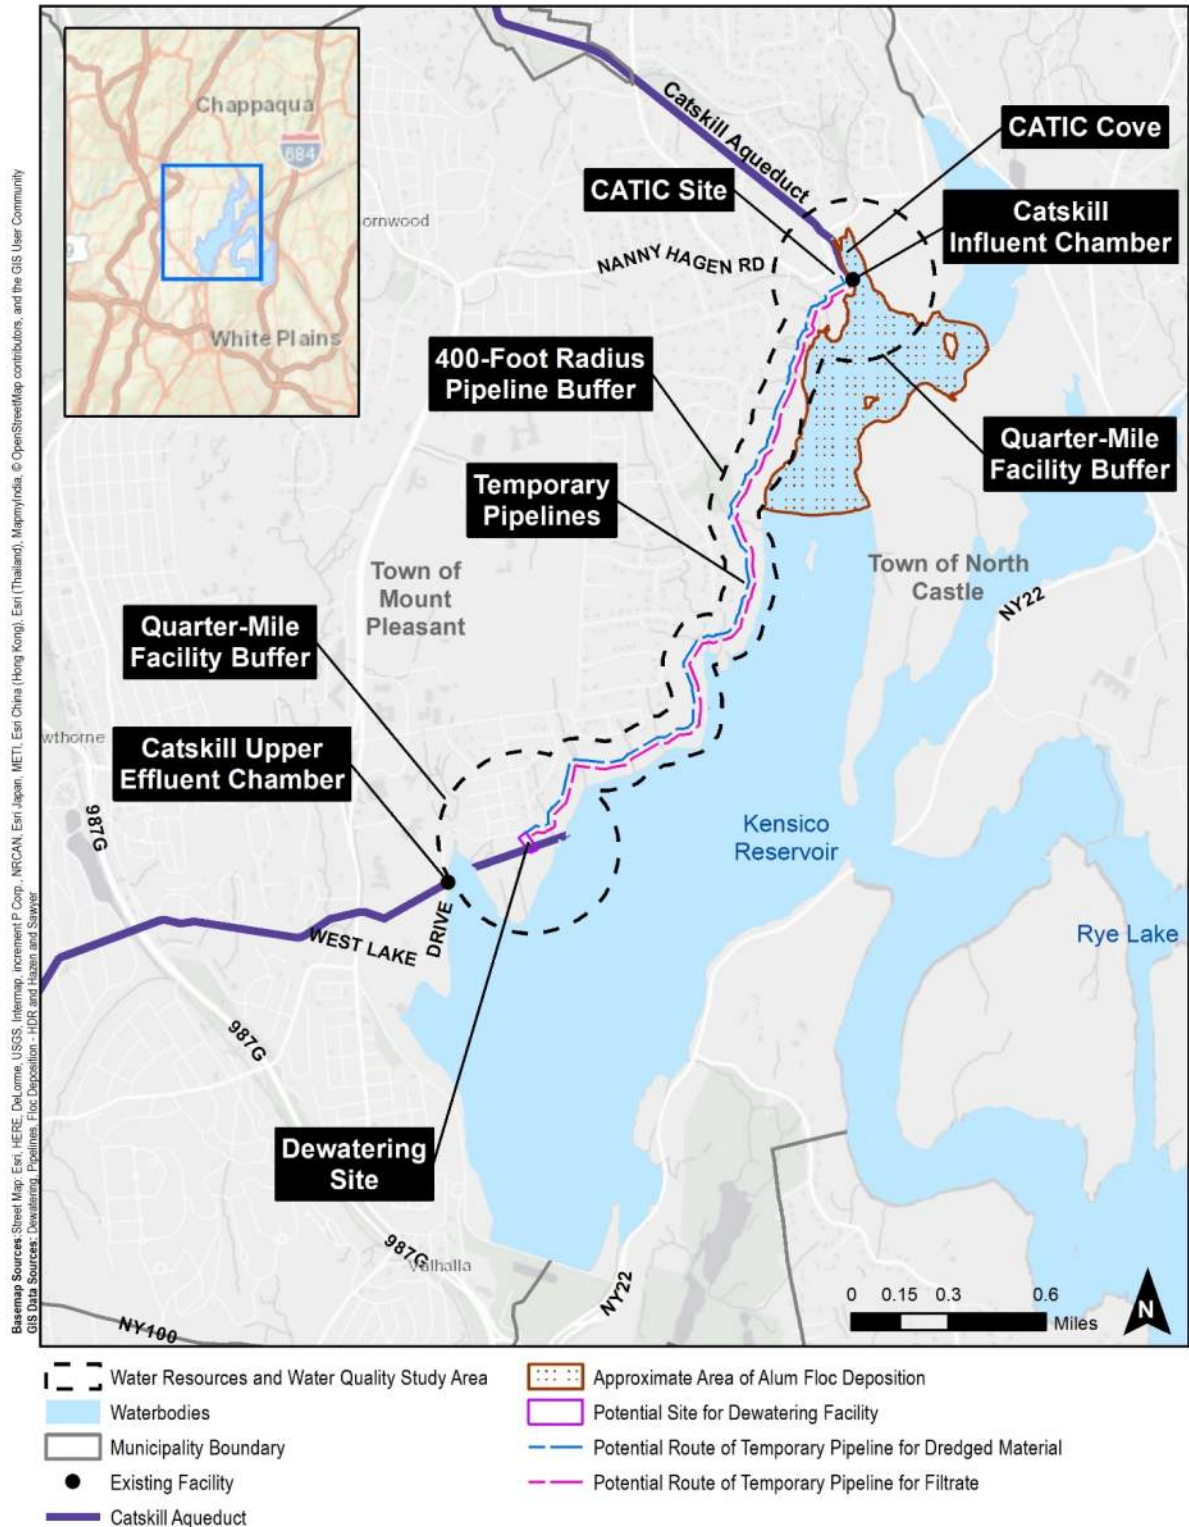 Chappaqua
684
9
White Plains
ornwood
Catskill Aqueduct
CATIC Cove
CATIC Site
Catskill
Influent Chamber
NANNY HAGEN RD
400-Foot Radius
Pipeline Buffer
Quarter-Mile
Facility Buffer
Temporary
Pipelines
Town of
Mount
Pleasant
Town of North
Castle
NY22
Quarter-Mile
Facility Buffer
Catskill Upper
Effluent Chamber
wthorne
987G
Kensico
Reservoir
Rye Lake
WEST LAKE
DRIVE
987G
Dewatering
Site
987G
Valhalla
NY22
NY100
0 0.15 0.3 0.6
Miles
N
Basemap Sources: Street Map: Esri, HERE, DeLorme, USGS, Intermap, increment P Corp., NRCAN, Esri Japan, METI, Esri China (Hong Kong), Esri (Thailand), MapmyIndia, © OpenStreetMap contributors, and the GIS User Community
GIS Data Sources: Dewatering, Pipelines, Floc Deposition - HDR and Hazen and Sawyer
Water Resources and Water Quality Study Area
Waterbodies
Municipality Boundary
Existing Facility
Catskill Aqueduct
Approximate Area of Alum Floc Deposition
Potential Site for Dewatering Facility
Potential Route of Temporary Pipeline for Dredged Material
Potential Route of Temporary Pipeline for Filtrate